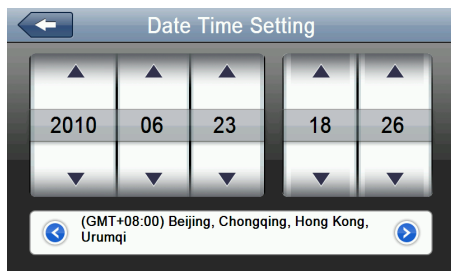 Date Time Setting
2010 06 23 18 26
(GMT+08:00) Beijing, Chongqing, Hong Kong,
Urumqi